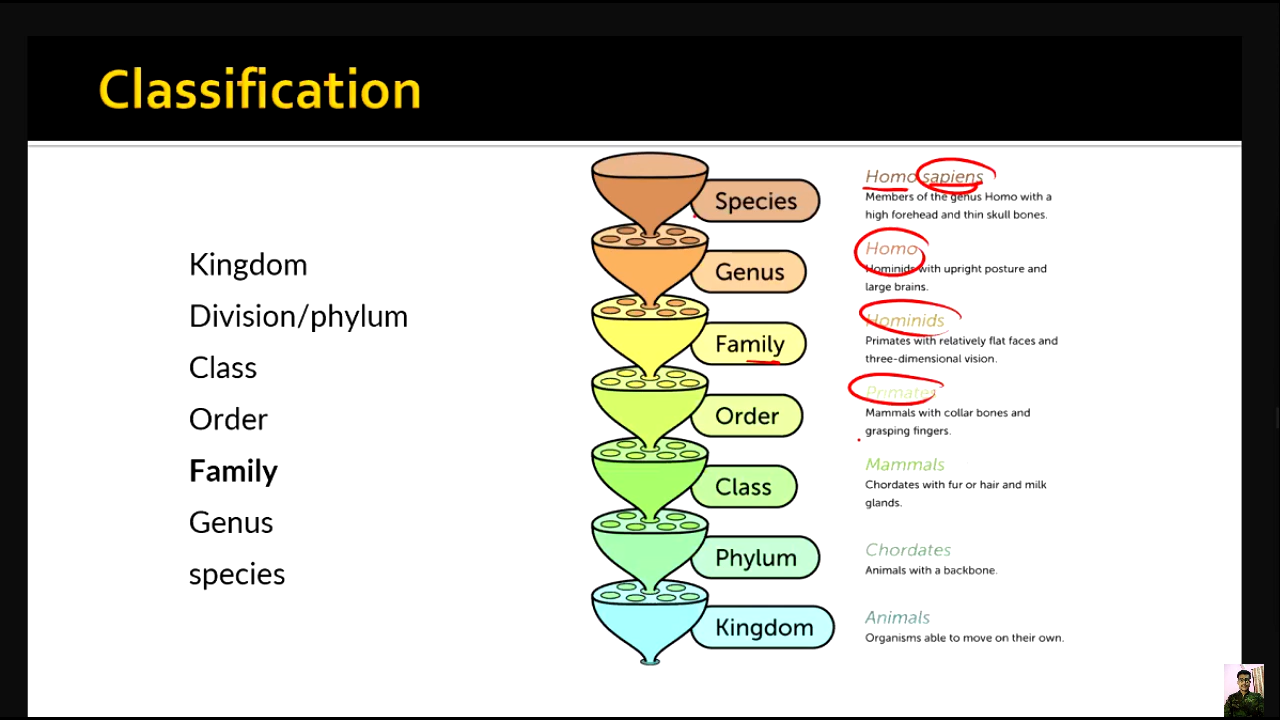 Classification
Kingdom
Division/phylum
Class
Order
Family
Genus
species
Species
Homo sapiens
Members of the genus Homo with a
high forehead and thin skull bones.
Genus
Homo
Hominids with upright posture and
large brains.
Family
Hominids
Primates with relatively flat faces and
three-dimensional vision.
Order
Primates
Mammals with collar bones and
grasping fingers.
Class
Mammals
Chordates with fur or hair and milk
glands.
Phylum
Chordates
Animals with a backbone.
Kingdom
Animals
Organisms able to move on their own.